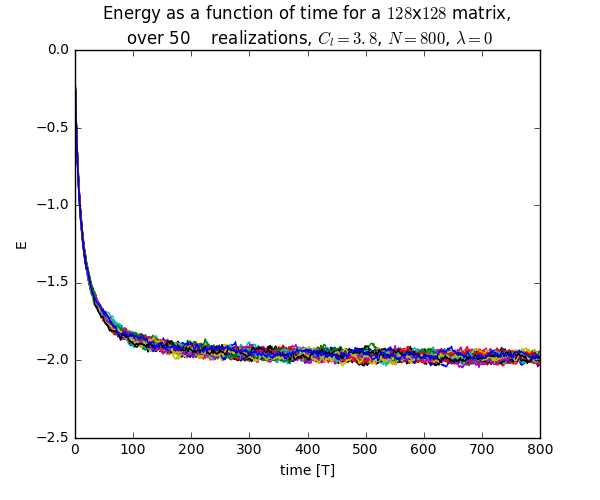 Energy as a function of time for a 128x128 matrix,
over 50    realizations, C_l = 3.8, N = 800, λ = 0
0.0
−0.5
−1.0
−1.5
−2.0
−2.5
E
0 100 200 300 400 500 600 700 800
time [T]